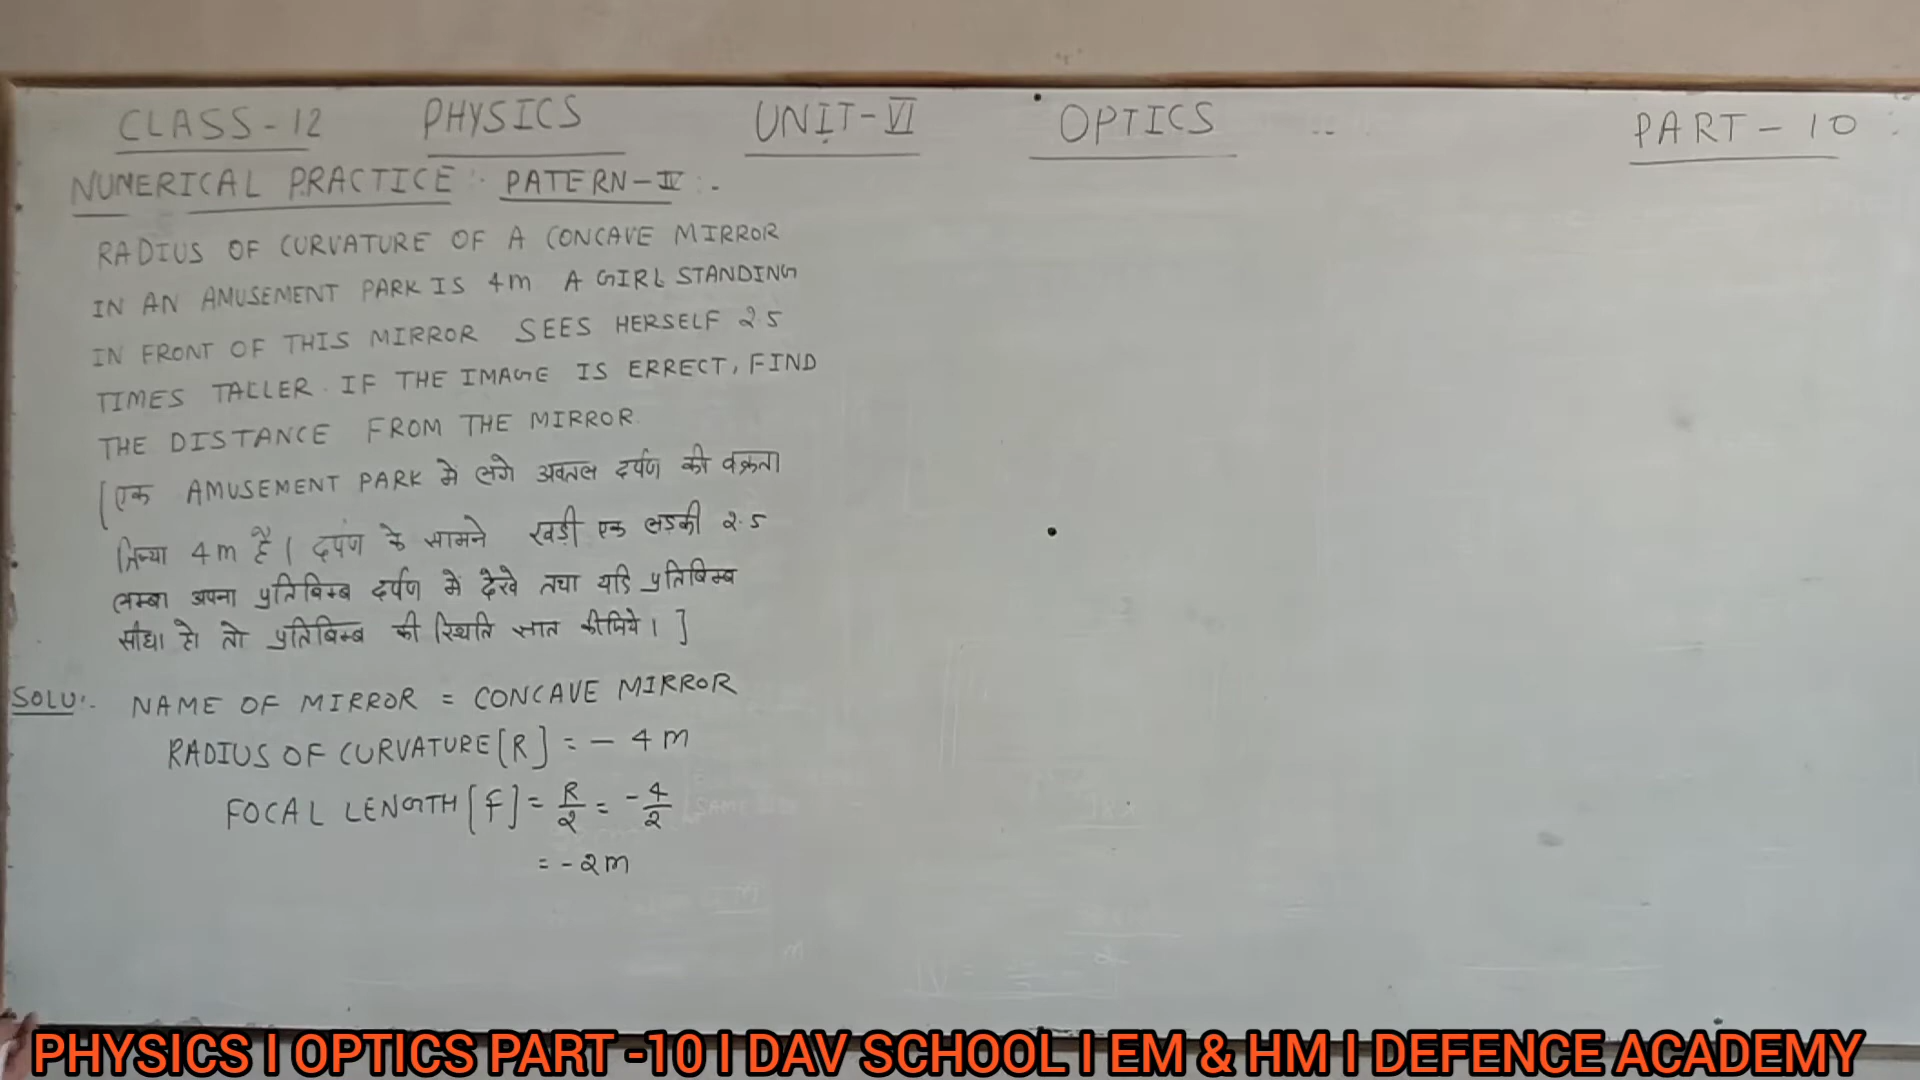 CLASS-12 PHYSICS UNIT-VI OPTICS PART-10
NUMERICAL PRACTICE:- PATERN-II :-
RADIUS OF CURVATURE OF A CONCAVE MIRROR
IN AN AMUSEMENT PARK IS 4m A GIRL STANDING
IN FRONT OF THIS MIRROR SEES HERSELF 2.5
TIMES TALLER. IF THE IMAGE IS ERRECT, FIND
THE DISTANCE FROM THE MIRROR.
[एक AMUSEMENT PARK मे लगे अवतल दर्पण की वक्रता
त्रिज्या 4m है। दर्पण के सामने खड़ी एक लड़की 2.5
लम्बा अपना प्रतिबिम्ब दर्पण में देखे तथा यदि प्रतिबिम्ब
सीधा हो तो प्रतिबिम्ब की स्थिति ज्ञात कीजिये।]
SOLU:- NAME OF MIRROR = CONCAVE MIRROR
RADIUS OF CURVATURE [R] = - 4 m
FOCAL LENGTH [f] = R/2 = -4/2
= -2m
PHYSICS I OPTICS PART -10 I DAV SCHOOL I EM & HM I DEFENCE ACADEMY